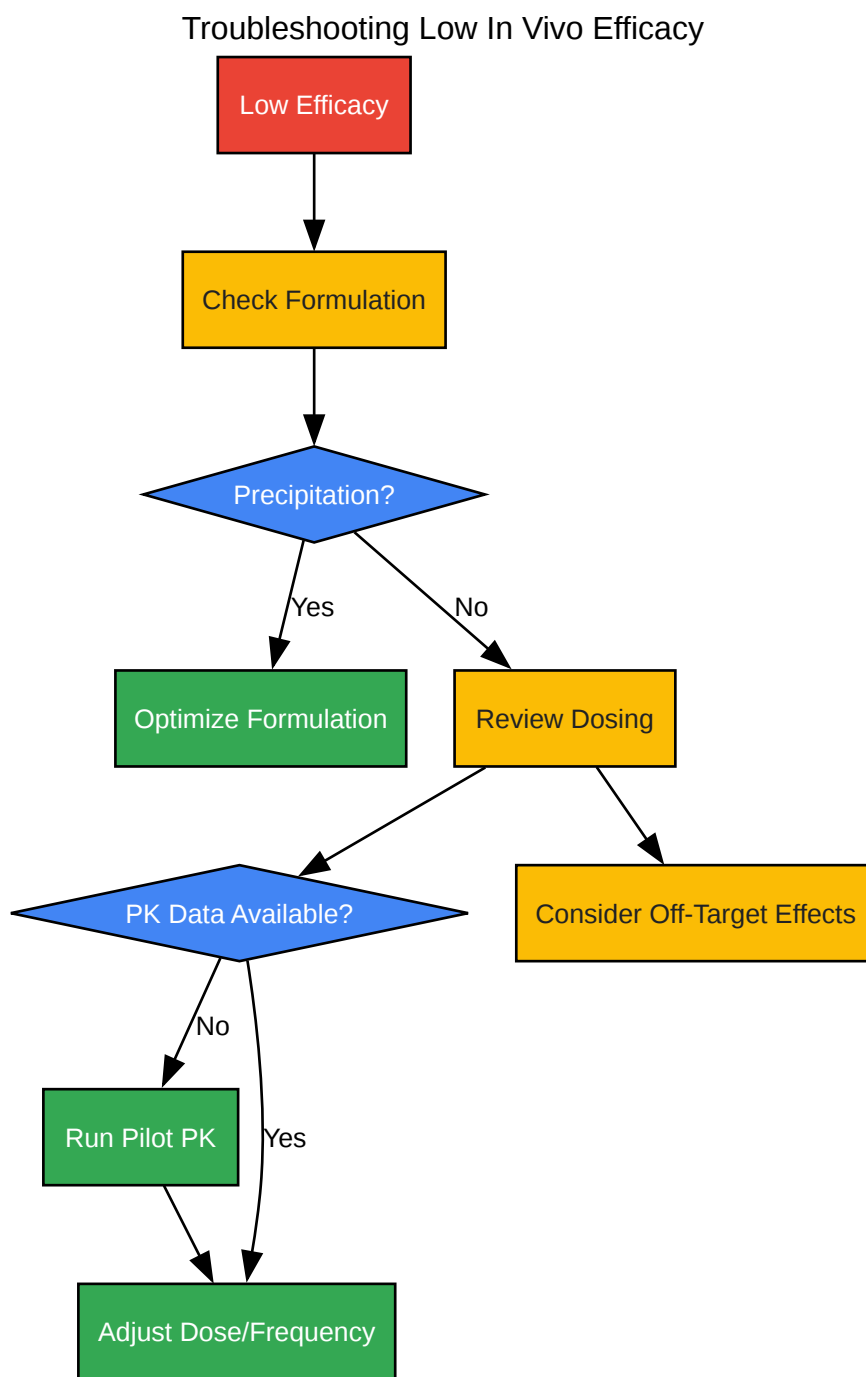 Troubleshooting Low In Vivo Efficacy
Low Efficacy
Check Formulation
Precipitation?
Yes
No
Optimize Formulation
Review Dosing
PK Data Available?
Consider Off-Target Effects
No
Run Pilot PK
Yes
Adjust Dose/Frequency